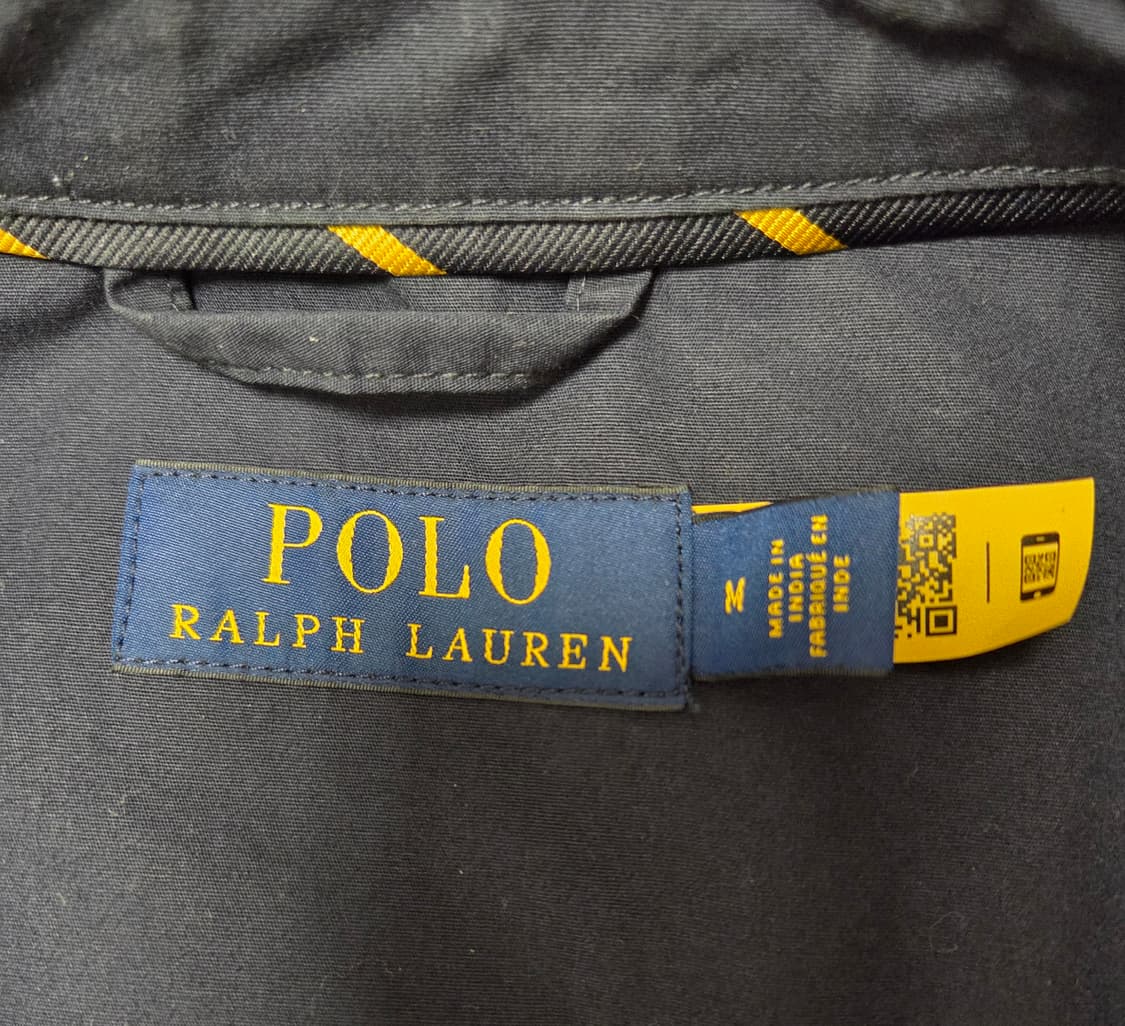 POLO
RALPH LAUREN
M
MADE IN
INDIA
FABRIQUÉ EN
INDE